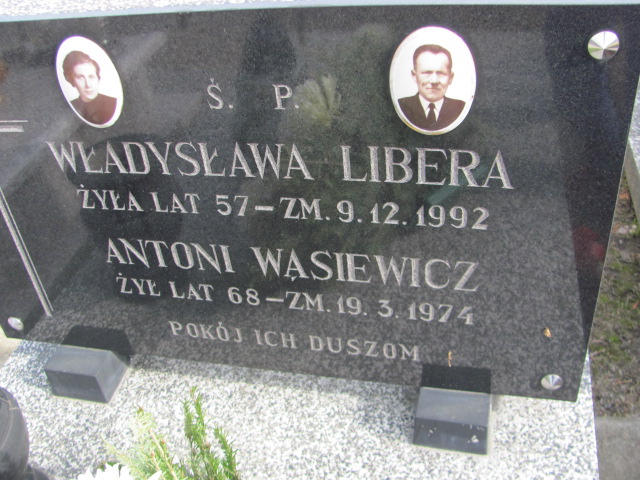 Ś. P.
WŁADYSŁAWA LIBERA
ŻYŁA LAT 57 – ZM. 9. 12. 1992
ANTONI WĄSIEWICZ
ŻYŁ LAT 68 – ZM. 19. 3. 1974
POKÓJ ICH DUSZOM